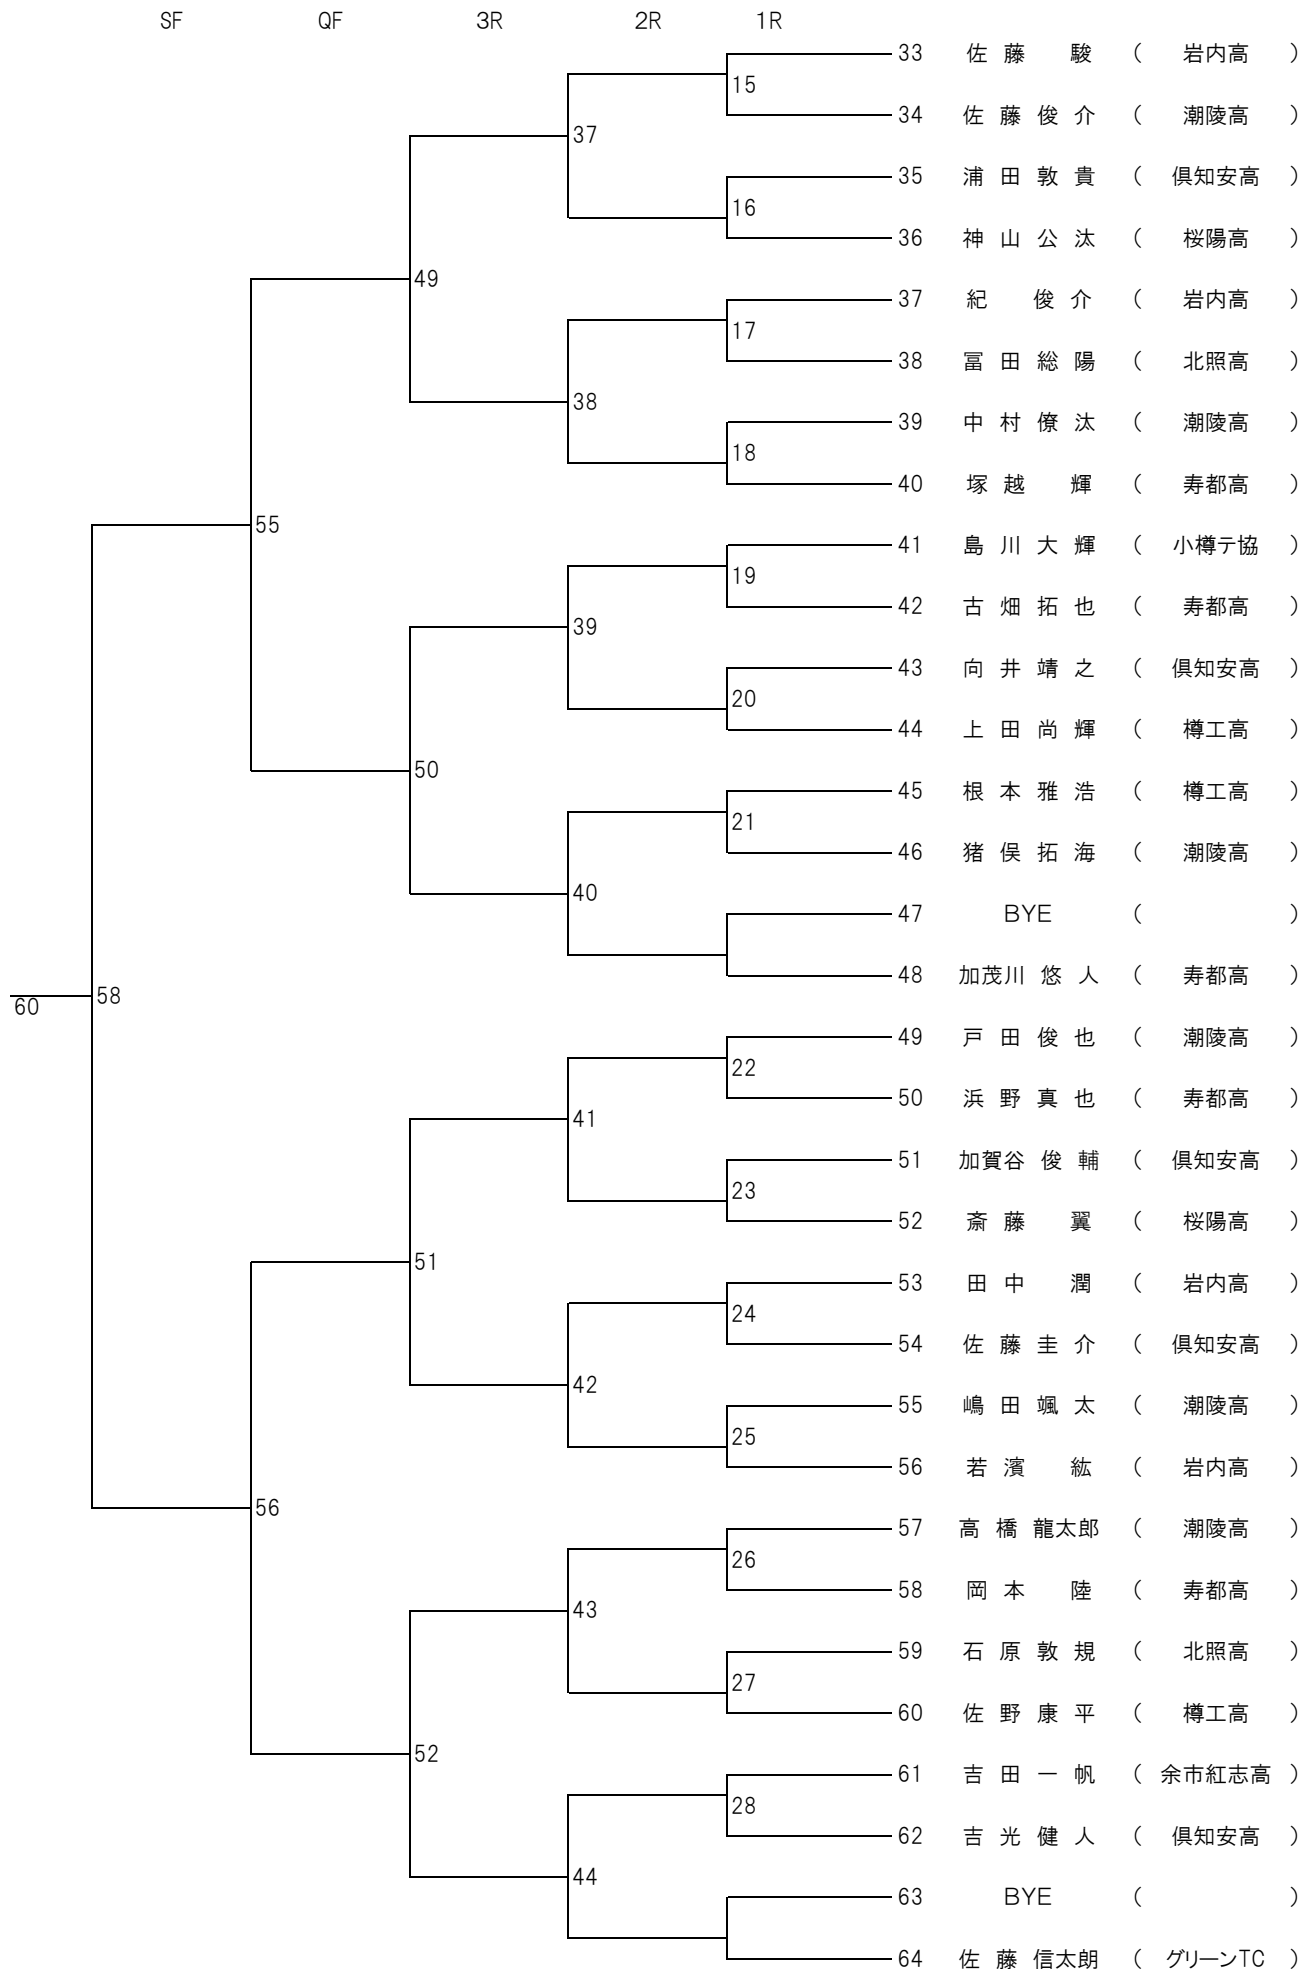 SF QF 3R 2R 1R
33 佐藤 駿 ( 岩内高 )
15
34 佐藤俊介 ( 潮陵高 )
37
35 浦田敦貴 ( 倶知安高 )
16
36 神山公汰 ( 桜陽高 )
49
37 紀 俊介 ( 岩内高 )
17
38 冨田総陽 ( 北照高 )
38
39 中村僚汰 ( 潮陵高 )
18
40 塚越 輝 ( 寿都高 )
55
41 島川大輝 ( 小樽テ協 )
19
42 古畑拓也 ( 寿都高 )
39
43 向井靖之 ( 倶知安高 )
20
44 上田尚輝 ( 樽工高 )
50
45 根本雅浩 ( 樽工高 )
21
46 猪俣拓海 ( 潮陵高 )
40
47 BYE ( )
48 加茂川悠人 ( 寿都高 )
60 58
49 戸田俊也 ( 潮陵高 )
22
50 浜野真也 ( 寿都高 )
41
51 加賀谷俊輔 ( 倶知安高 )
23
52 斎藤 翼 ( 桜陽高 )
51
53 田中 潤 ( 岩内高 )
24
54 佐藤圭介 ( 倶知安高 )
42
55 嶋田颯太 ( 潮陵高 )
25
56 若濱 紘 ( 岩内高 )
56
57 高橋龍太郎 ( 潮陵高 )
26
58 岡本 陸 ( 寿都高 )
43
59 石原敦規 ( 北照高 )
27
60 佐野康平 ( 樽工高 )
52
61 吉田一帆 ( 余市紅志高 )
28
62 吉光健人 ( 倶知安高 )
44
63 BYE ( )
64 佐藤信太朗 ( グリーンTC )